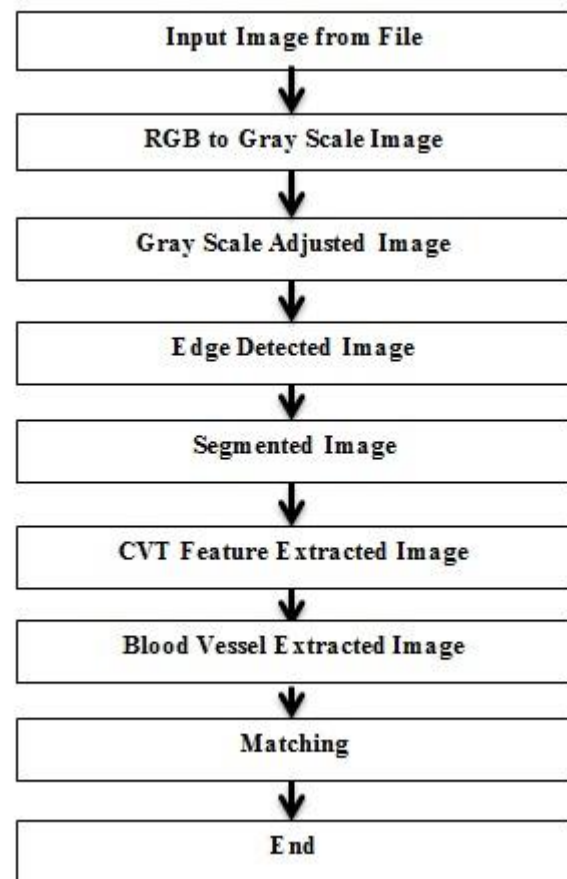 Input Image from File
RGB to Gray Scale Image
Gray Scale Adjusted Image
Edge Detected Image
Segmented Image
CVT Feature Extracted Image
Blood Vessel Extracted Image
Matching
End